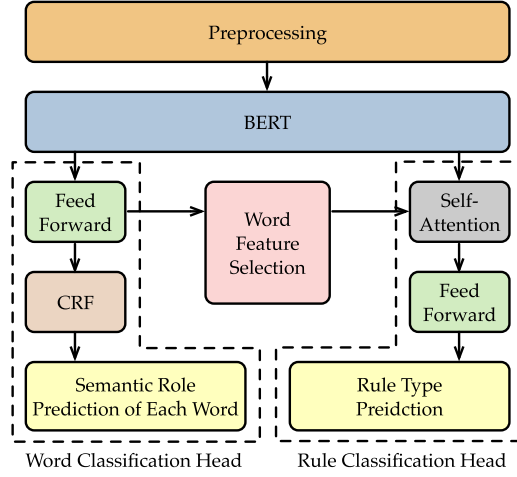 Preprocessing
BERT
Feed
Forward
Word
Feature
Selection
Self-
Attention
CRF
Feed
Forward
Semantic Role
Prediction of Each Word
Rule Type
Preidction
Word Classification Head
Rule Classification Head